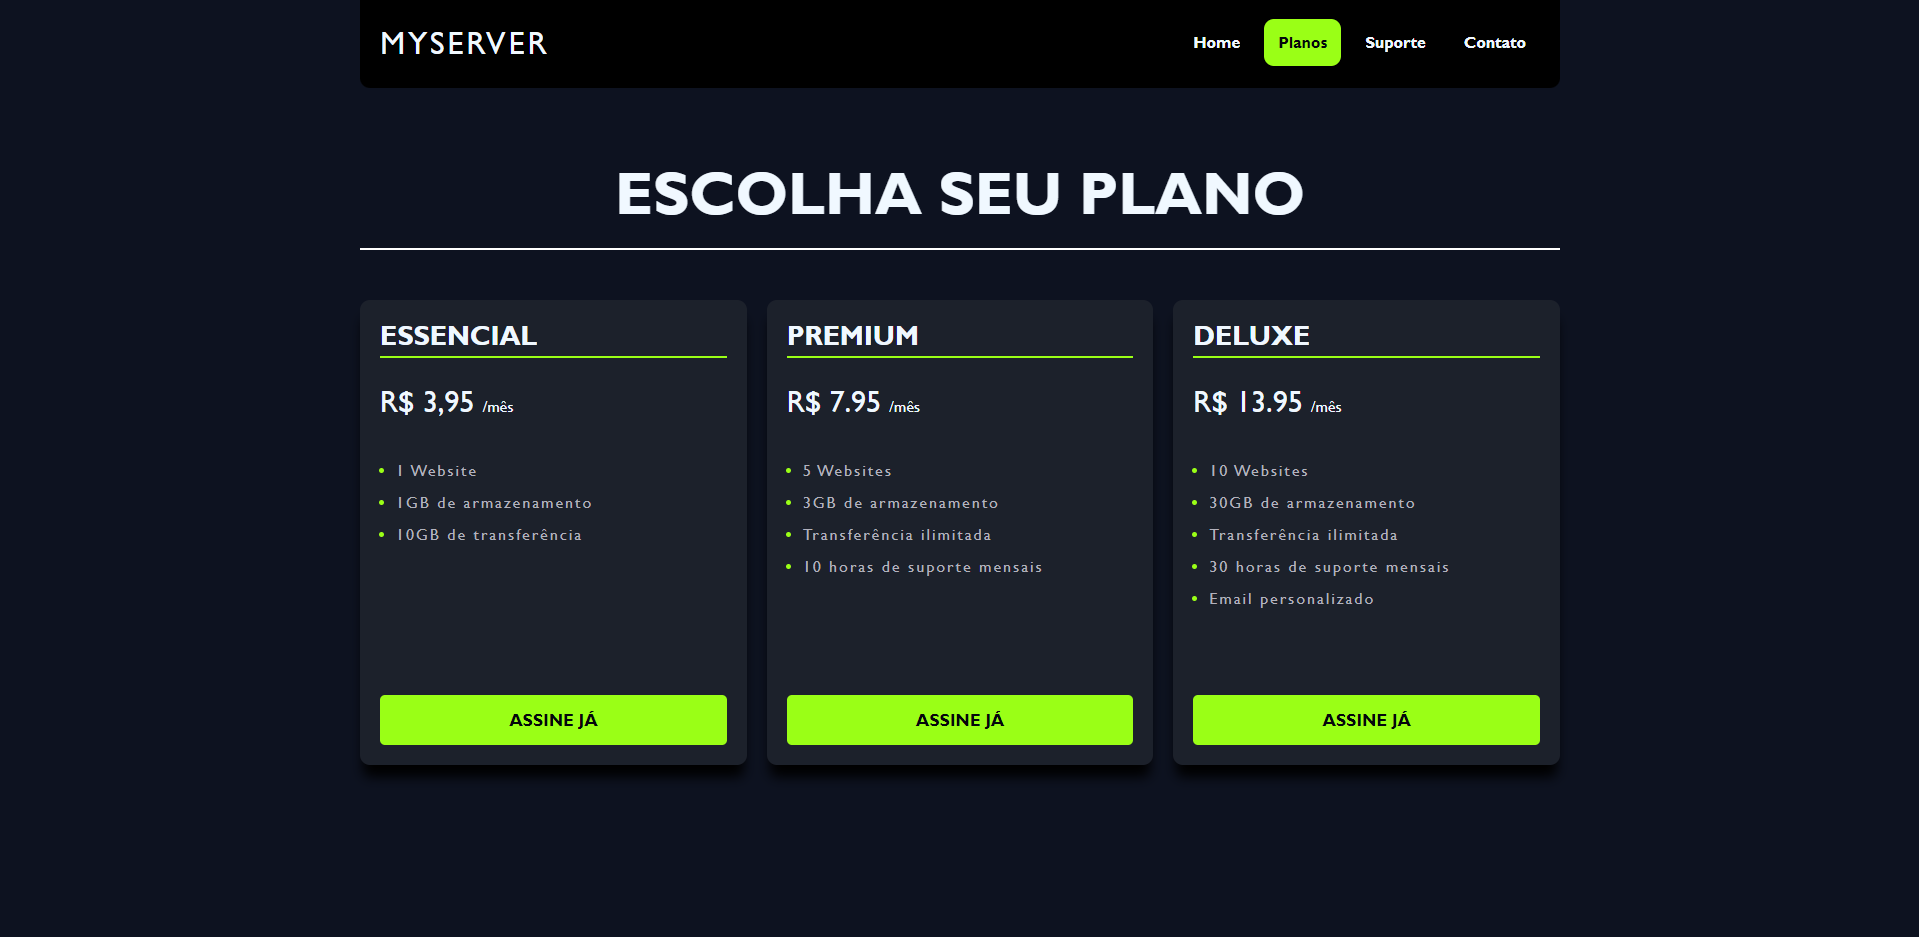 MYSERVER
Home Planos Suporte Contato
ESCOLHA SEU PLANO
ESSENCIAL
R$ 3,95 /mês
1 Website
1GB de armazenamento
10GB de transferência
ASSINE JÁ
PREMIUM
R$ 7.95 /mês
5 Websites
3GB de armazenamento
Transferência ilimitada
10 horas de suporte mensais
ASSINE JÁ
DELUXE
R$ 13.95 /mês
10 Websites
30GB de armazenamento
Transferência ilimitada
30 horas de suporte mensais
Email personalizado
ASSINE JÁ